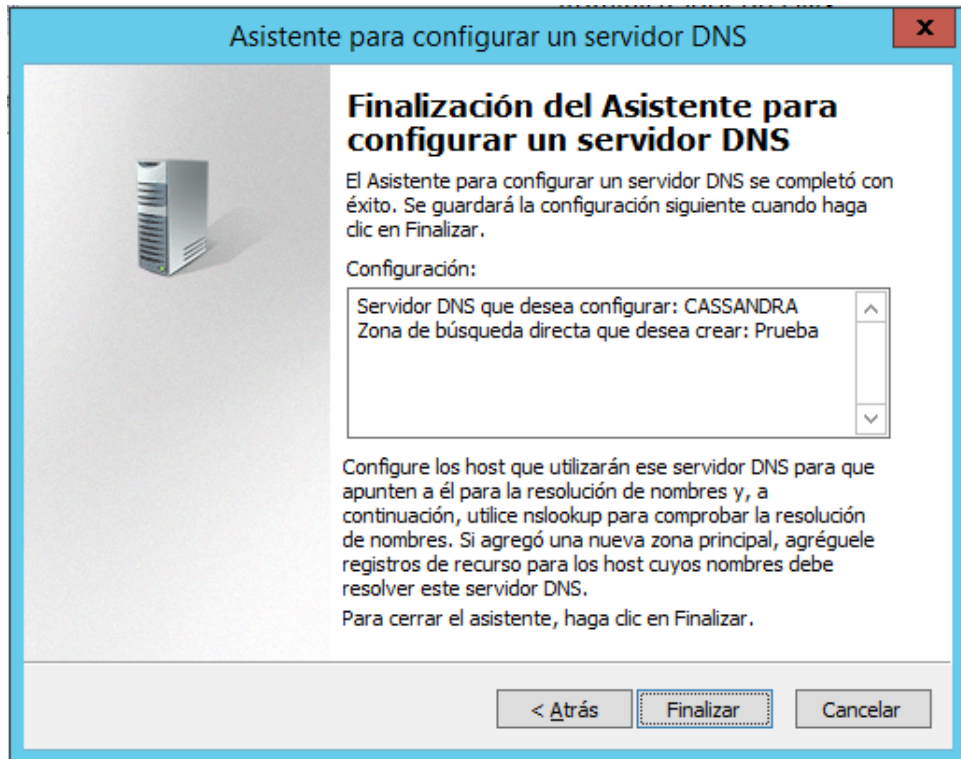 Asistente para configurar un servidor DNS
x
Finalización del Asistente para
configurar un servidor DNS
El Asistente para configurar un servidor DNS se completó con
éxito. Se guardará la configuración siguiente cuando haga
clic en Finalizar.
Configuración:
Servidor DNS que desea configurar: CASSANDRA
Zona de búsqueda directa que desea crear: Prueba
Configure los host que utilizarán ese servidor DNS para que
apunten a él para la resolución de nombres y, a
continuación, utilice nslookup para comprobar la resolución
de nombres. Si agregó una nueva zona principal, agréguele
registros de recurso para los host cuyos nombres debe
resolver este servidor DNS.
Para cerrar el asistente, haga clic en Finalizar.
< Atrás Finalizar Cancelar